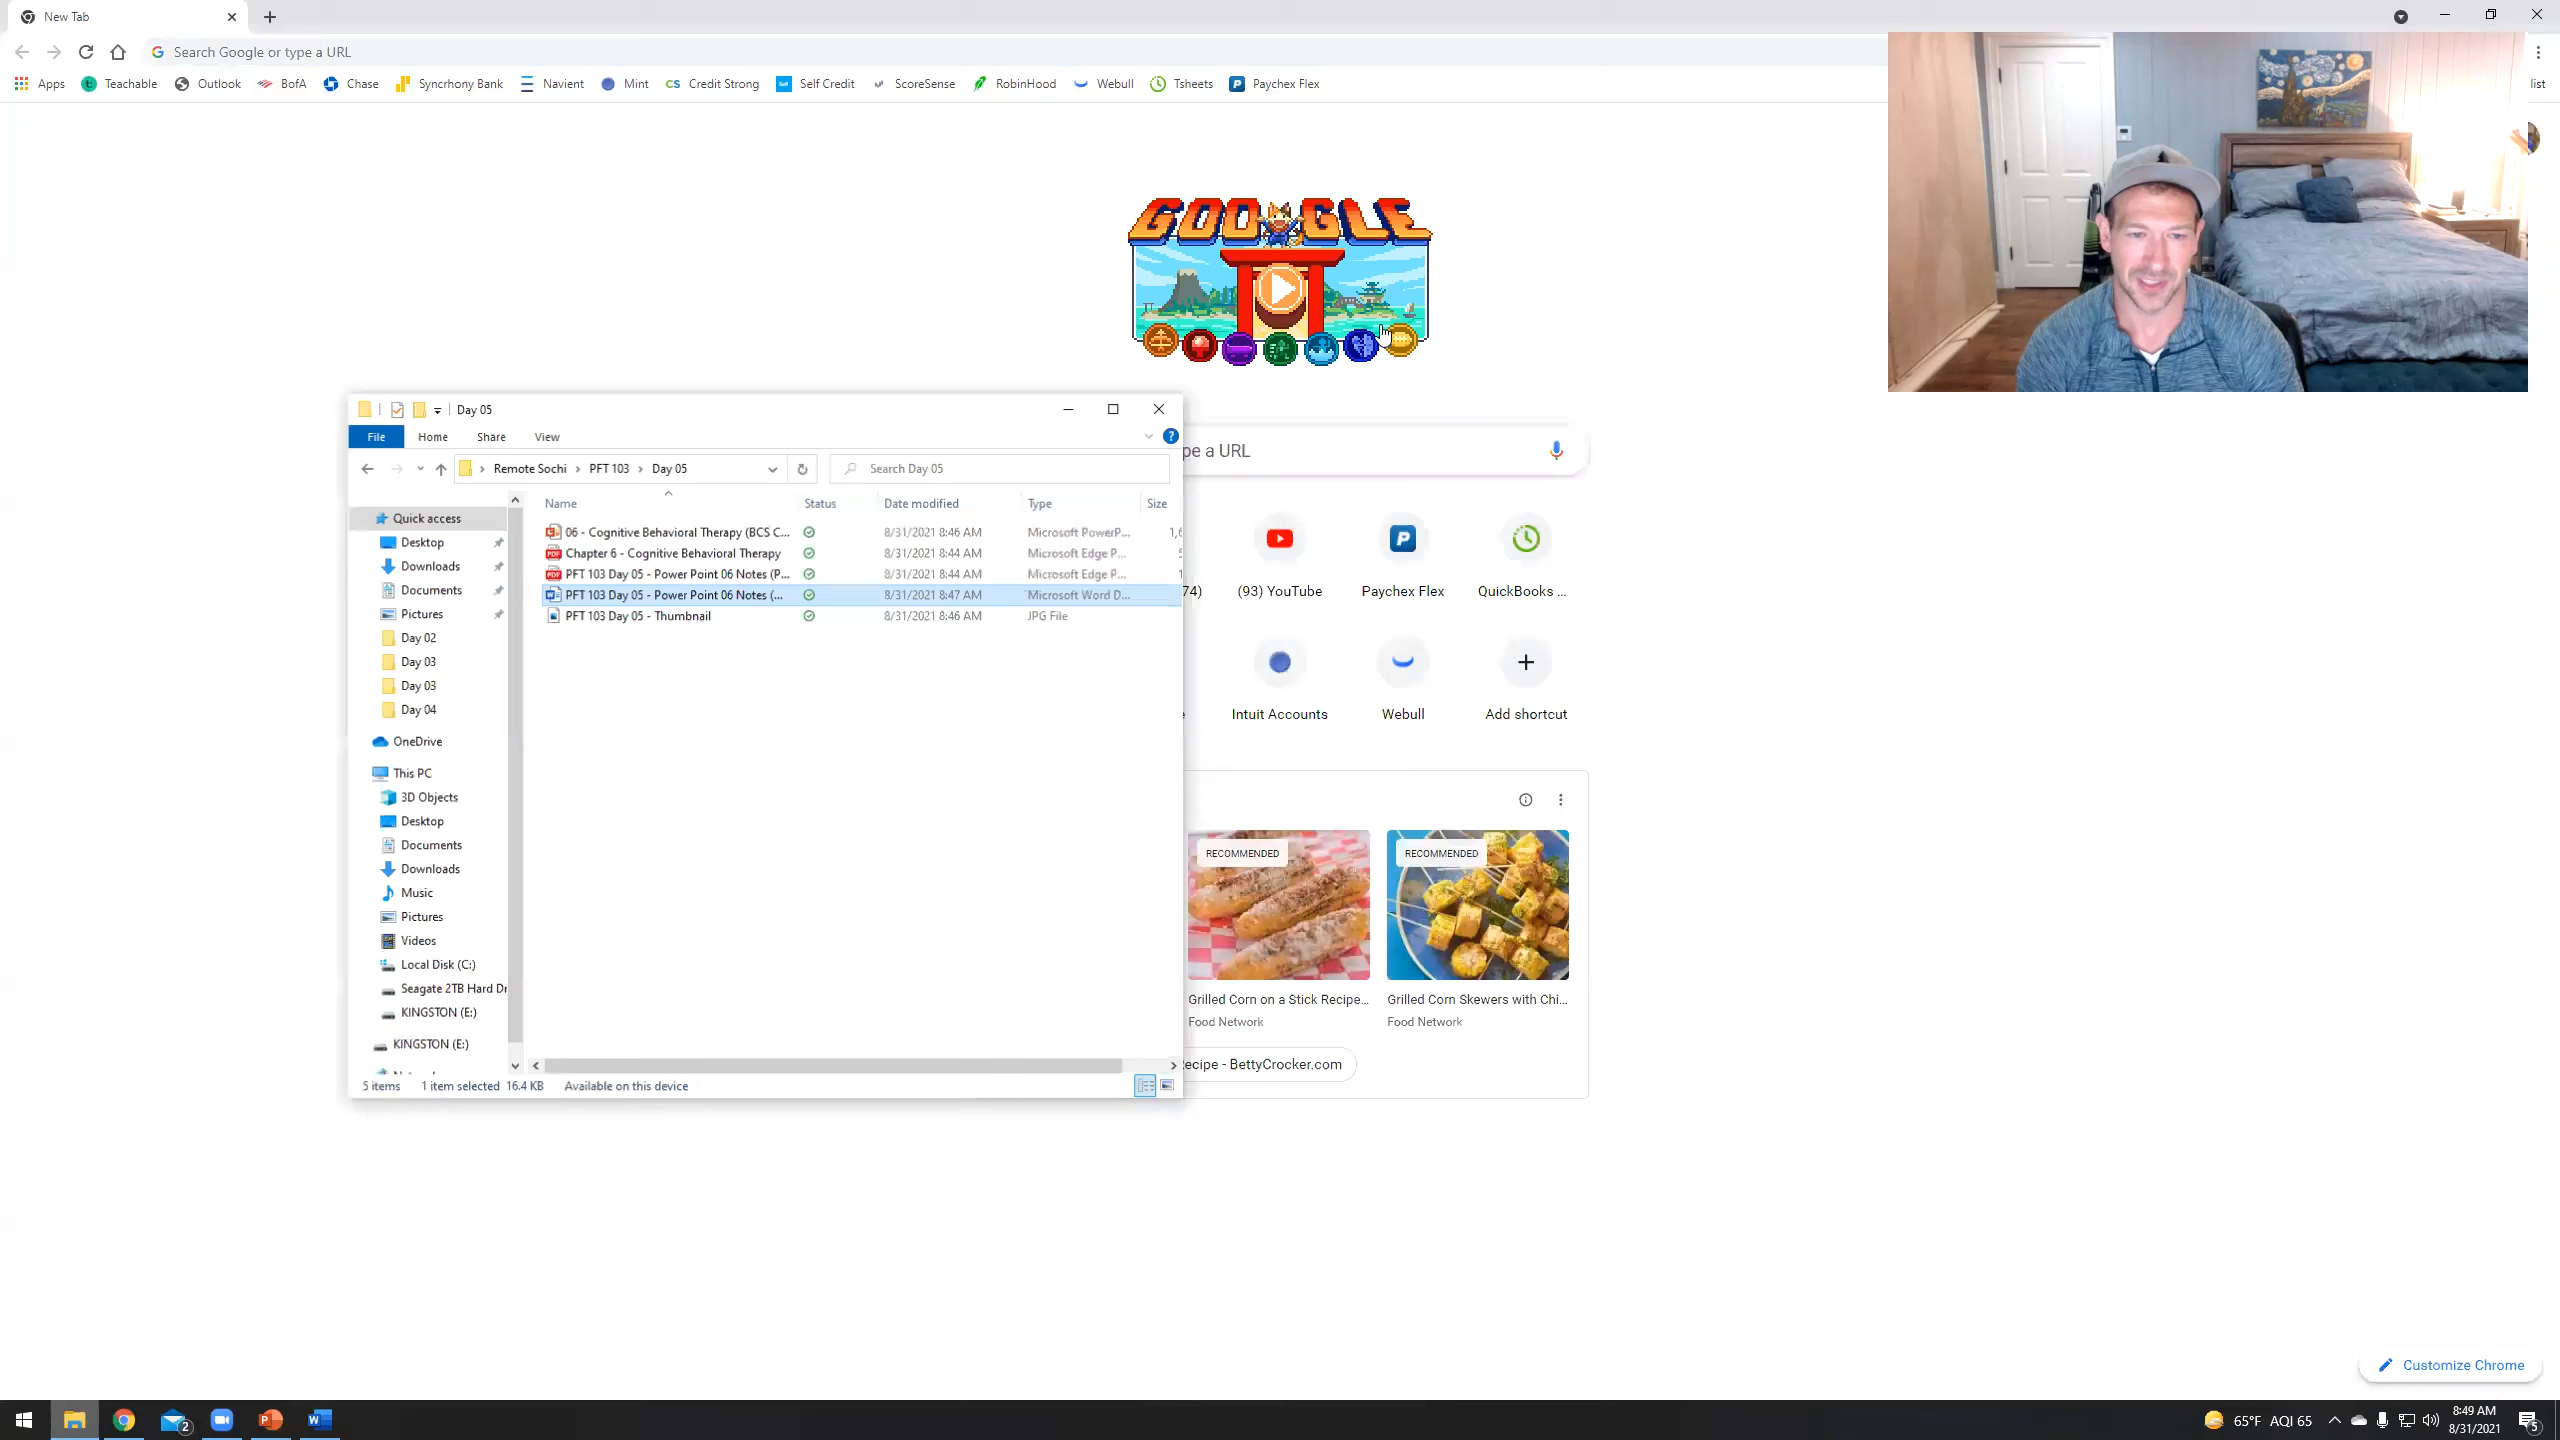 New Tab
Search Google or type a URL
Apps Teachable Outlook BofA Chase Syncrhony Bank Navient Mint CS Credit Strong Self Credit ScoreSense RobinHood Webull Tsheets P Paychex Flex
list
GOOGLE
Day 05
File Home Share View
Remote Sochi › PFT 103 › Day 05
Search Day 05
pe a URL
Name Status Date modified Type Size
06 - Cognitive Behavioral Therapy (BCS C... 8/31/2021 8:46 AM Microsoft PowerP... 1,6
Chapter 6 - Cognitive Behavioral Therapy 8/31/2021 8:44 AM Microsoft Edge P...
PFT 103 Day 05 - Power Point 06 Notes (P... 8/31/2021 8:44 AM Microsoft Edge P...
PFT 103 Day 05 - Power Point 06 Notes (... 8/31/2021 8:47 AM Microsoft Word D...
PFT 103 Day 05 - Thumbnail 8/31/2021 8:46 AM JPG File
Quick access
Desktop
Downloads
Documents
Pictures
Day 02
Day 03
Day 03
Day 04
OneDrive
This PC
3D Objects
Desktop
Documents
Downloads
Music
Pictures
Videos
Local Disk (C:)
Seagate 2TB Hard Dr
KINGSTON (E:)
KINGSTON (E:)
5 items 1 item selected 16.4 KB Available on this device
74) (93) YouTube Paychex Flex QuickBooks ...
Intuit Accounts Webull Add shortcut
RECOMMENDED RECOMMENDED
Grilled Corn on a Stick Recipe... Grilled Corn Skewers with Chi...
Food Network Food Network
ecipe - BettyCrocker.com
Customize Chrome
2
65°F AQI 65
8:49 AM
8/31/2021
5